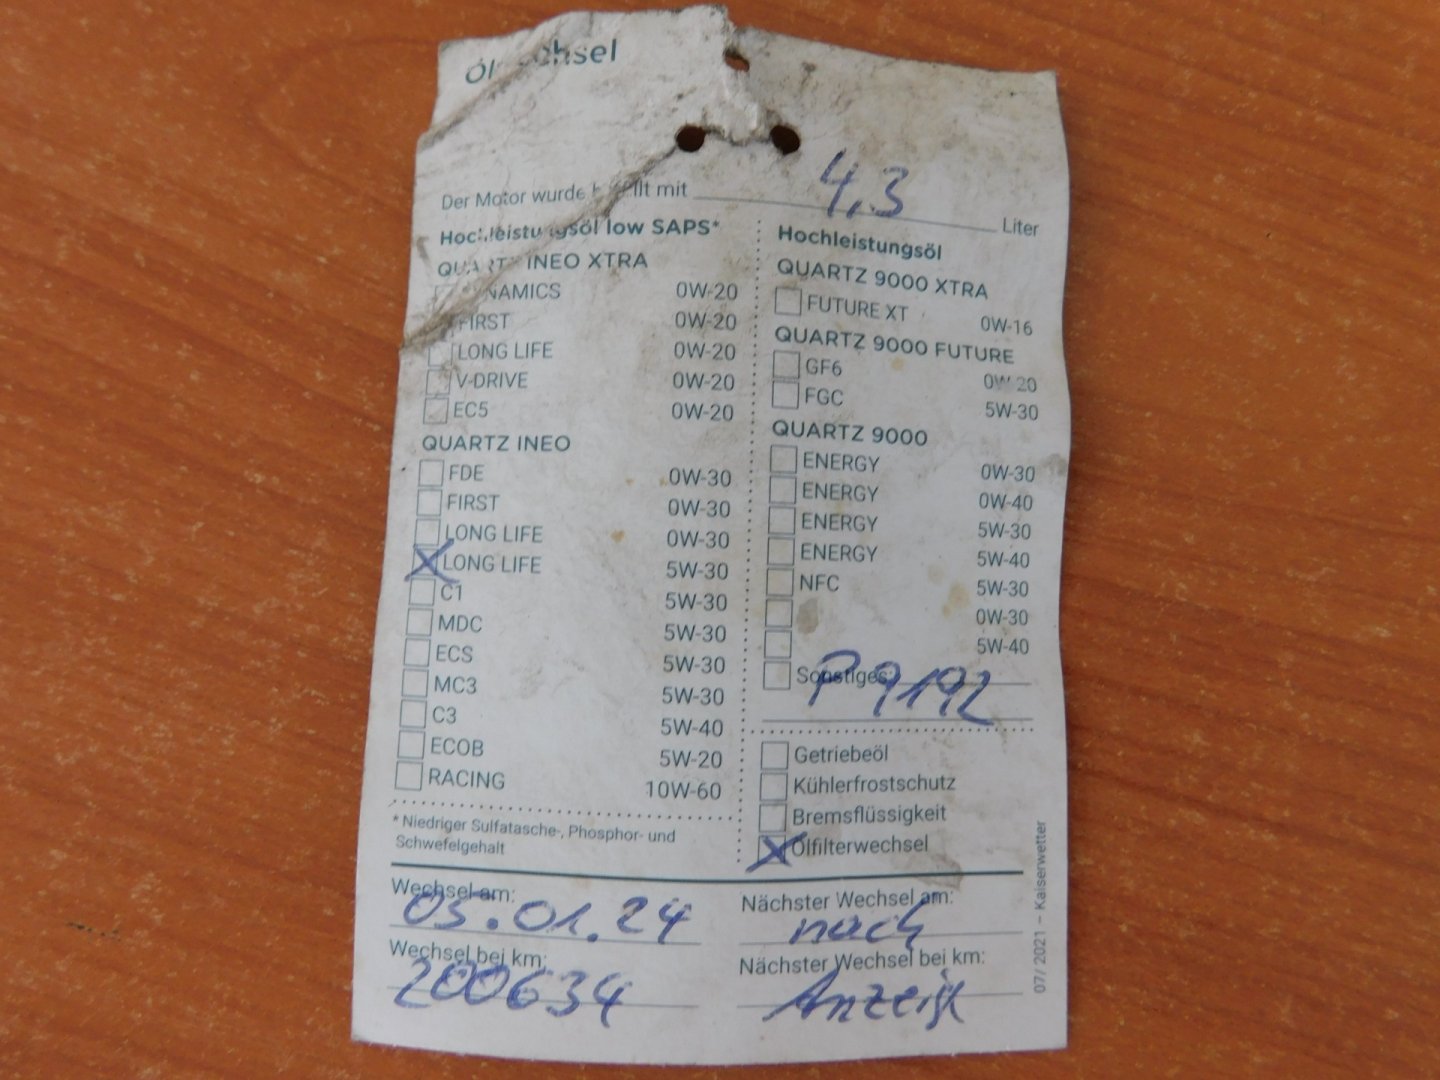 Ölwechsel
Der Motor wurde befüllt mit 4,3 Liter
Hochleistungsöl low SAPS*
QUARTZ INEO XTRA
DYNAMICS 0W-20
FIRST 0W-20
LONG LIFE 0W-20
V-DRIVE 0W-20
EC5 0W-20
QUARTZ INEO
FDE 0W-30
FIRST 0W-30
LONG LIFE 0W-30
X LONG LIFE 5W-30
C1 5W-30
MDC 5W-30
ECS 5W-30
MC3 5W-30
C3 5W-40
ECOB 5W-20
RACING 10W-60
* Niedriger Sulfatasche-, Phosphor- und
Schwefelgehalt
Hochleistungsöl
QUARTZ 9000 XTRA
FUTURE XT 0W-16
QUARTZ 9000 FUTURE
GF6 0W-20
FGC 5W-30
QUARTZ 9000
ENERGY 0W-30
ENERGY 0W-40
ENERGY 5W-30
ENERGY 5W-40
NFC 5W-30
0W-30
5W-40
Sonstiges: P 9192
Getriebeöl
Kühlerfrostschutz
Bremsflüssigkeit
X Ölfilterwechsel
Wechsel am:
05.01.24
Wechsel bei km:
200634
Nächster Wechsel am:
nach
Nächster Wechsel bei km:
Anzeige
07/ 2021 – Kaiserwetter